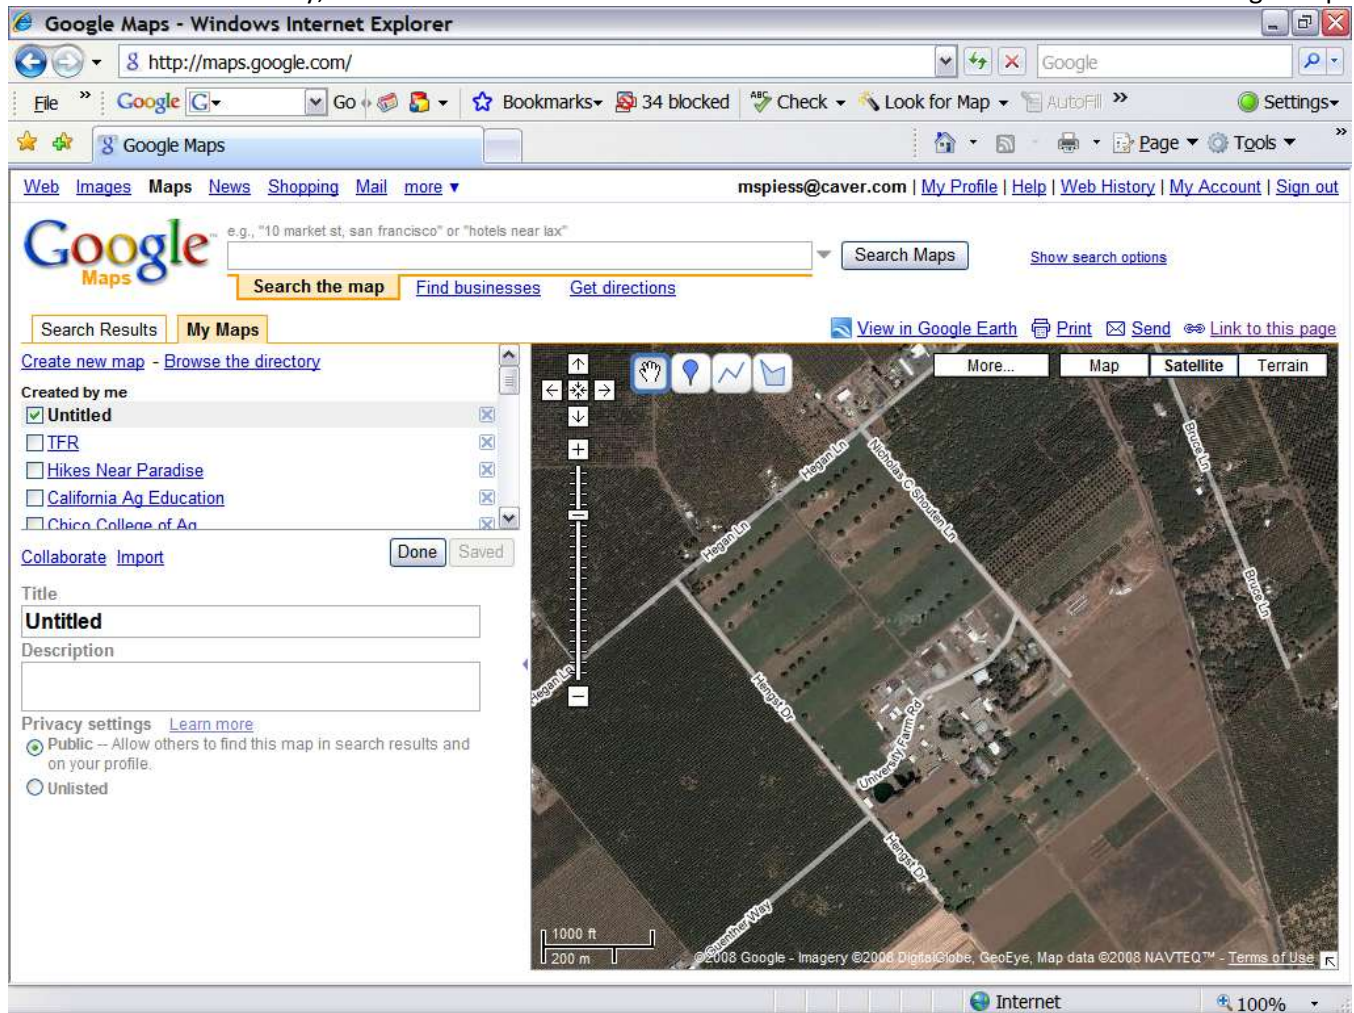 Google Maps - Windows Internet Explorer
http://maps.google.com/
Google
File » Google G Go Bookmarks 34 blocked Check Look for Map AutoFill » Settings
Google Maps Page Tools »
Web Images Maps News Shopping Mail more ▼ mspiess@caver.com | My Profile | Help | Web History | My Account | Sign out
Google Maps
e.g., "10 market st, san francisco" or "hotels near lax"
Search Maps Show search options
Search the map Find businesses Get directions
Search Results My Maps View in Google Earth Print Send Link to this page
Create new map - Browse the directory
Created by me
Untitled
TFR
Hikes Near Paradise
California Ag Education
Chico College of Ag
Collaborate Import Done Saved
Title
Untitled
Description
Privacy settings Learn more
Public -- Allow others to find this map in search results and
on your profile.
Unlisted
More... Map Satellite Terrain
Hegan Ln
Nicholas C Shouten Ln
Bruce Ln
Hegan Ln
Bruce Ln
Hegan Ln
Hengst Dr
University Farm Rd
Hengst Dr
Guenther Way
1000 ft
200 m
©2008 Google - Imagery ©2008 DigitalGlobe, GeoEye, Map data ©2008 NAVTEQ™ - Terms of Use
Internet 100%